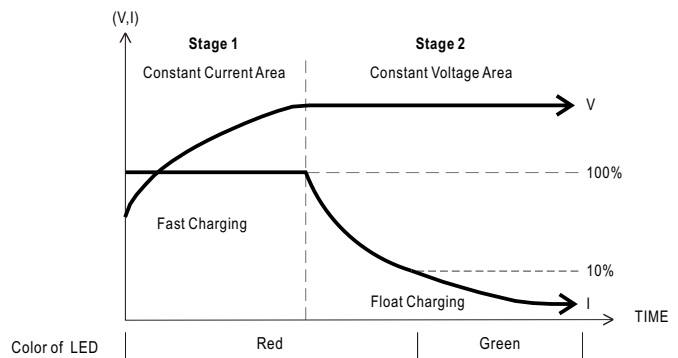 (V,I)
Stage 1
Stage 2
Constant Current Area
Constant Voltage Area
V
100%
Fast Charging
10%
Float Charging
I
TIME
Color of LED
Red
Green